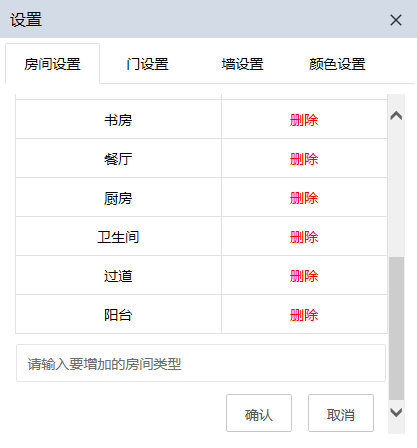 设置
房间设置 门设置 墙设置 颜色设置
书房 删除
餐厅 删除
厨房 删除
卫生间 删除
过道 删除
阳台 删除
请输入要增加的房间类型
确认 取消